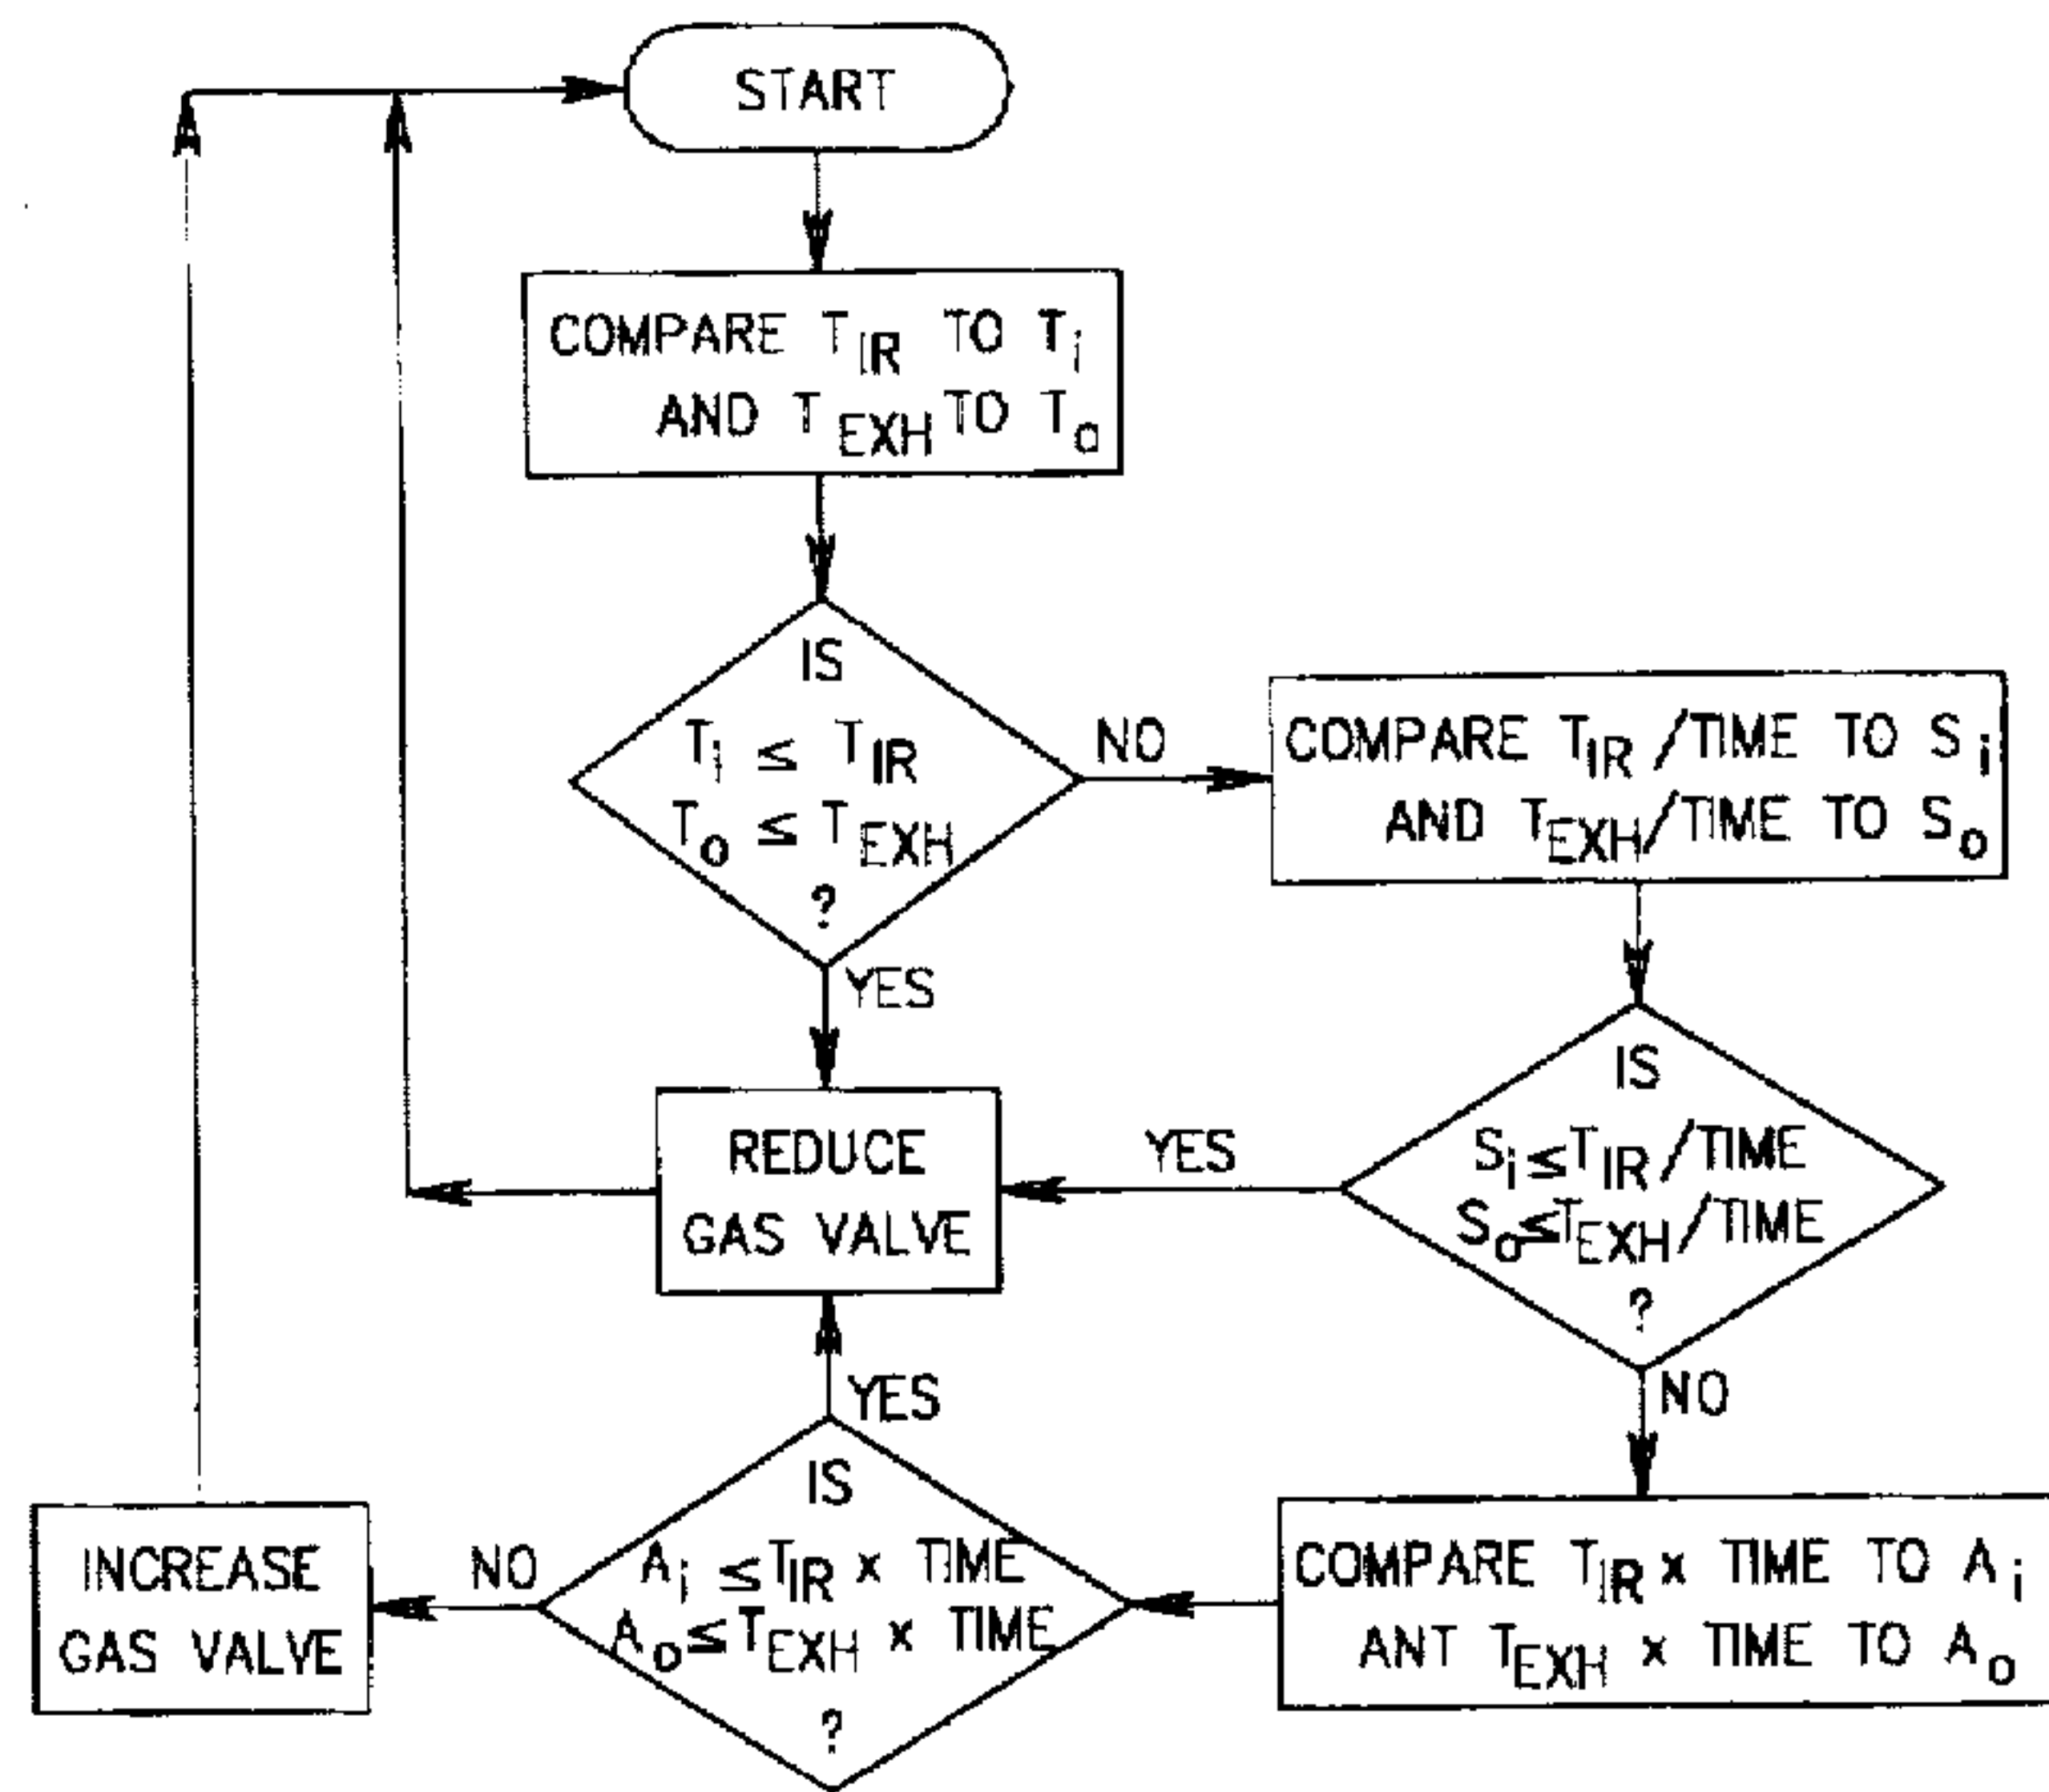 START
COMPARE T_IR TO T_i
AND T_EXH TO T_o
IS
T_i ≤ T_IR
T_o ≤ T_EXH
?
NO
COMPARE T_IR /TIME TO S_i
AND T_EXH/TIME TO S_o
YES
IS
S_i≤T_IR/TIME
S_o≤T_EXH/TIME
?
YES
REDUCE
GAS VALVE
NO
YES
IS
A_i ≤T_IR x TIME
A_o≤T_EXH x TIME
?
NO
INCREASE
GAS VALVE
COMPARE T_IR x TIME TO A_i
ANT T_EXH x TIME TO A_o